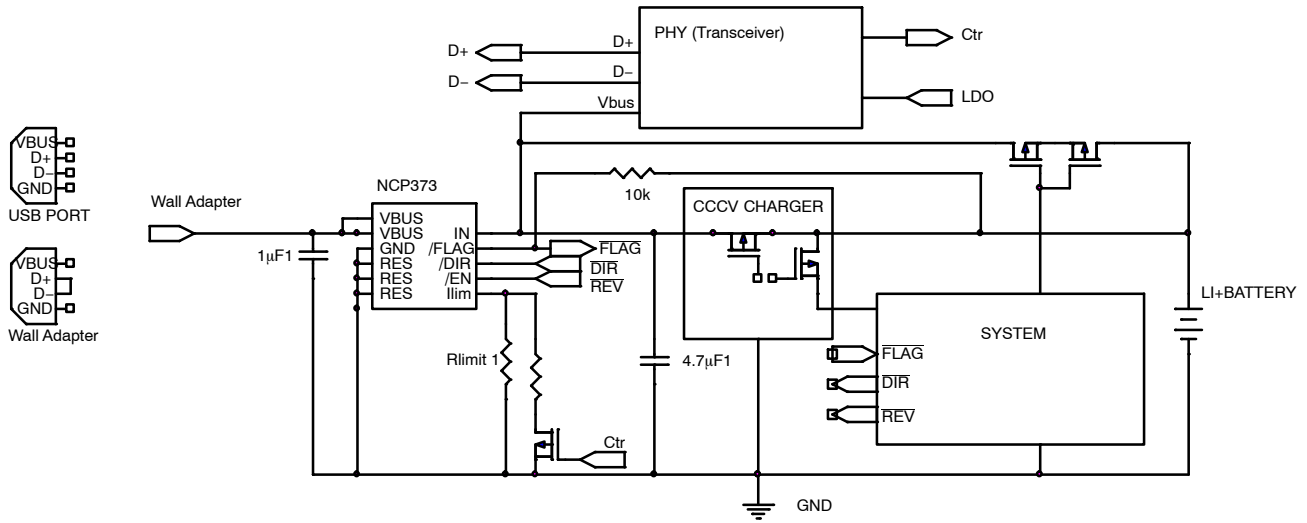 PHY (Transceiver)
Ctr
D+
D+
D−
D−
Vbus
LDO
VBUS
D+
D−
GND
USB PORT
NCP373
10k
CCCV CHARGER
Wall Adapter
VBUS
VBUS
GND
RES
RES
RES
IN
/FLAG
/DIR
/EN
Ilim
FLAG
DIR
REV
1µF1
VBUS
D+
D−
GND
Wall Adapter
LI+BATTERY
SYSTEM
FLAG
DIR
REV
Rlimit 1
4.7µF1
Ctr
GND